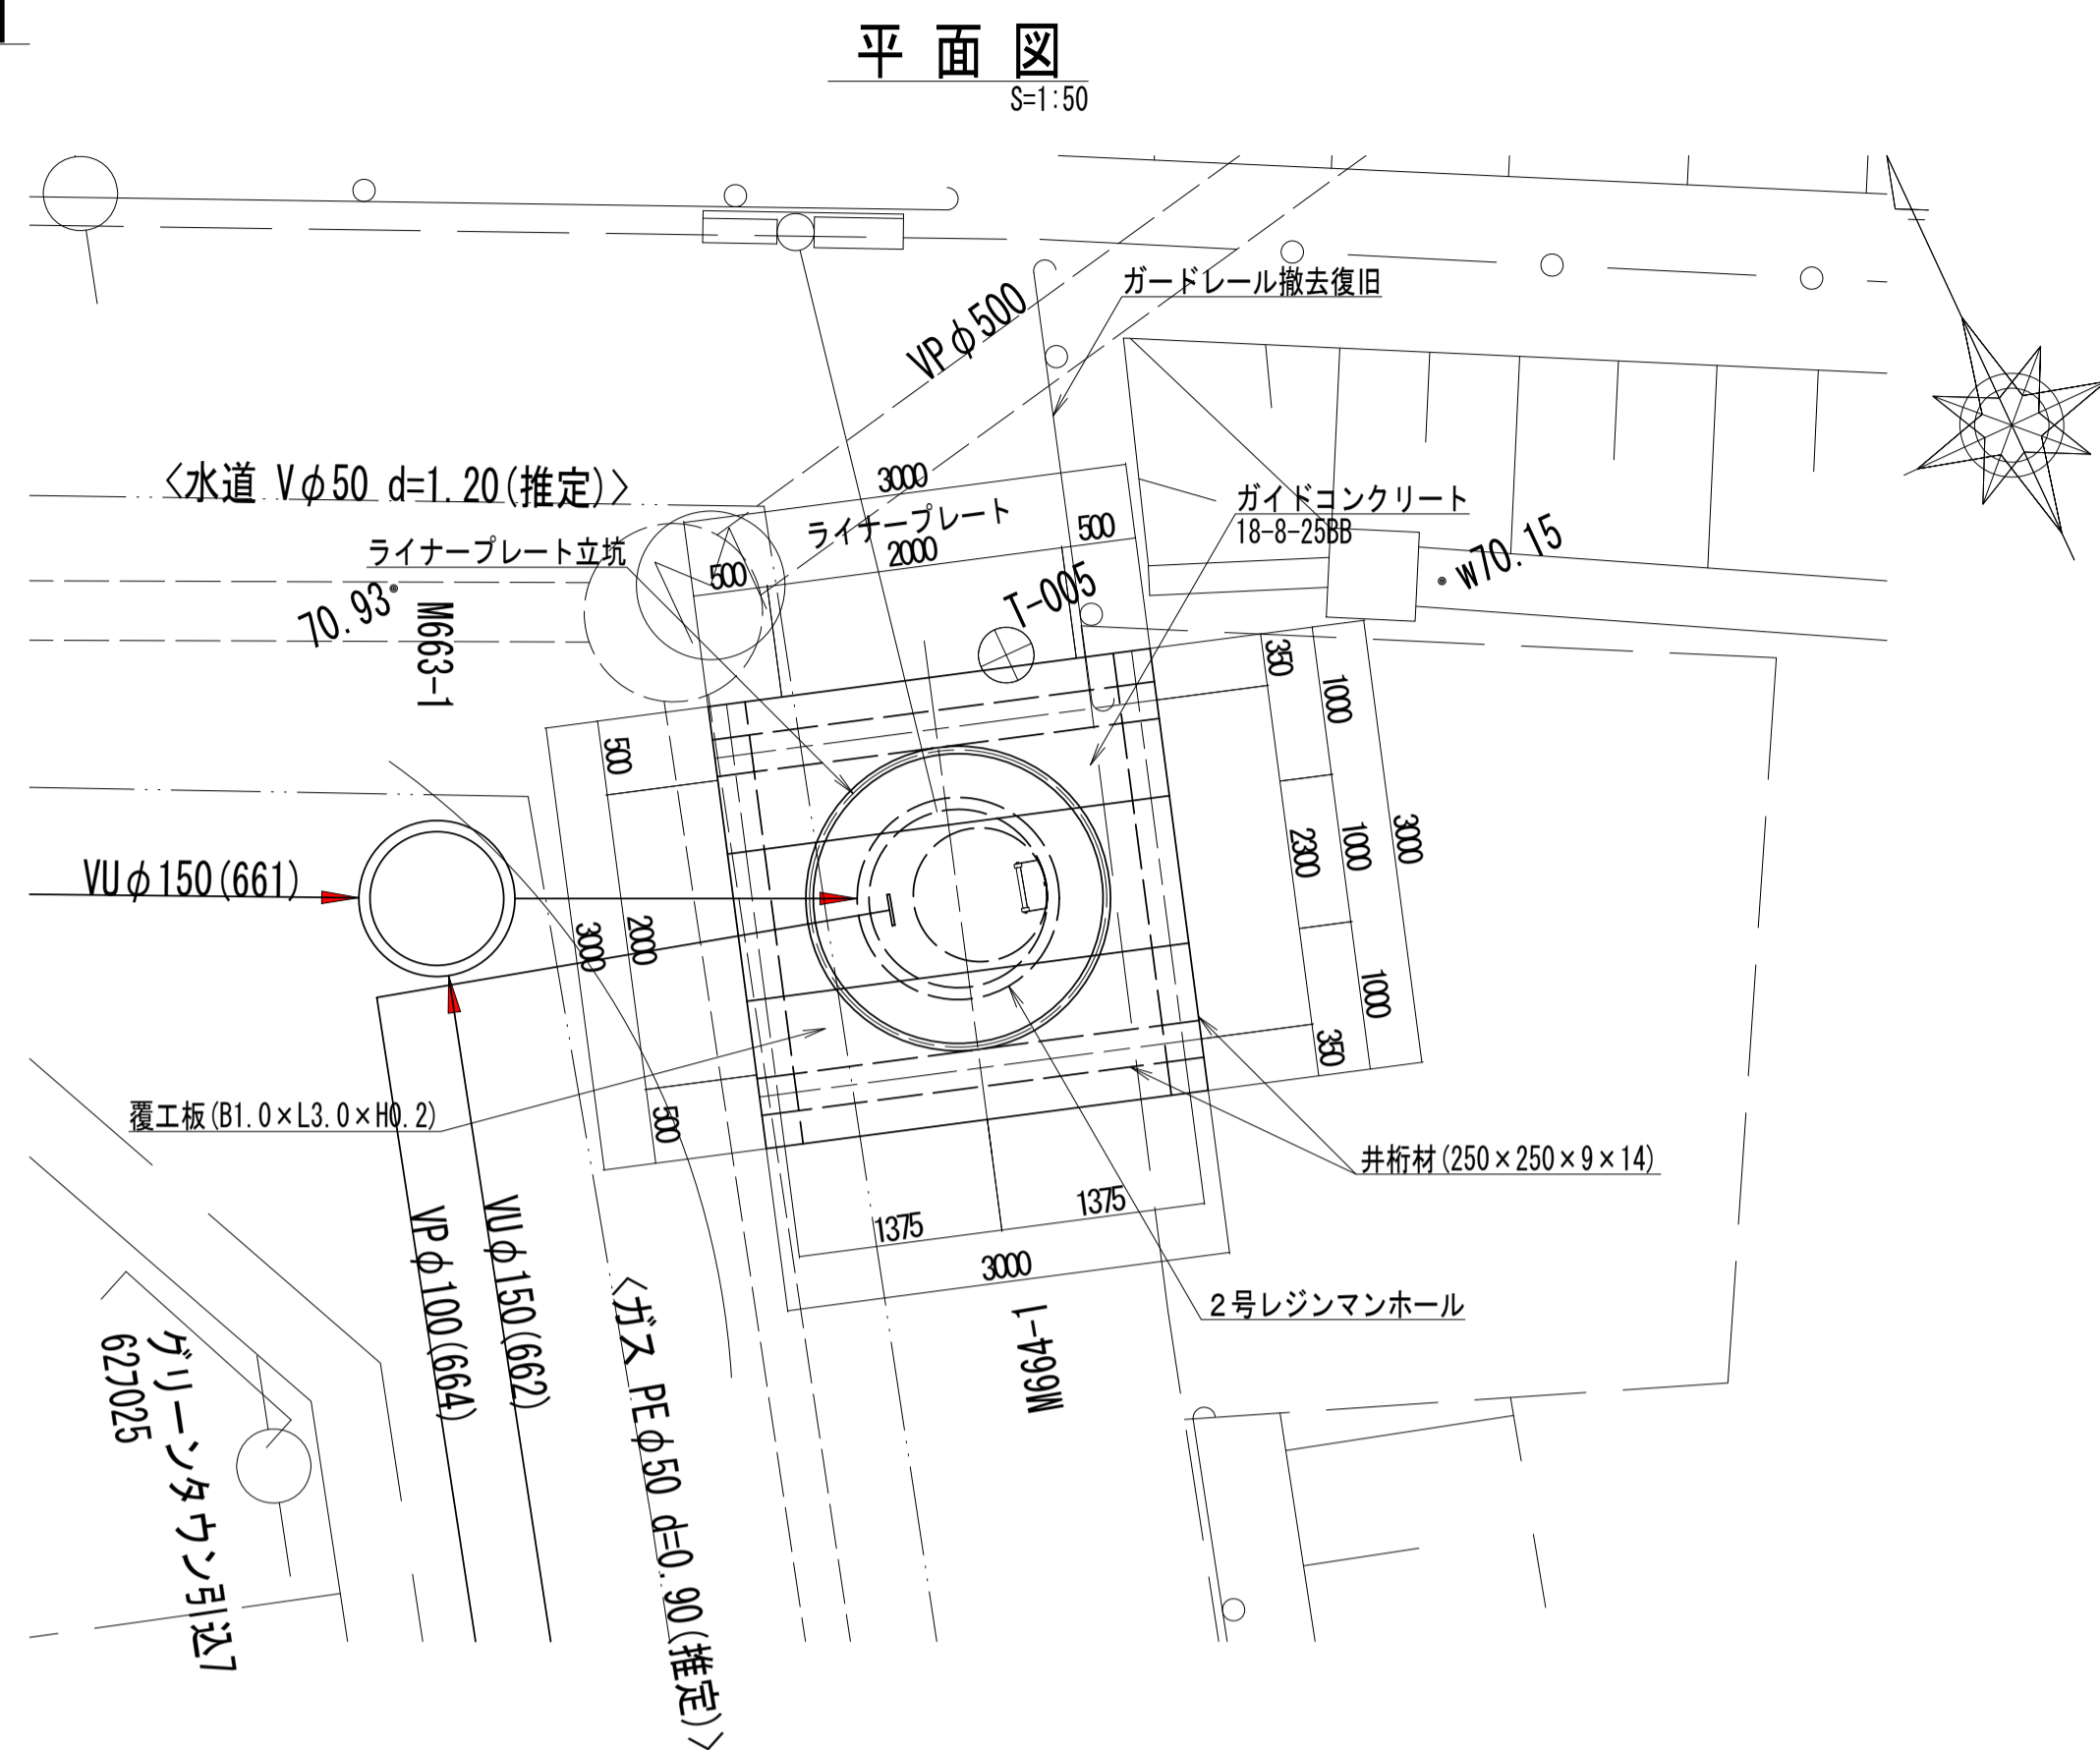 平面図
S=1:50
ガードレール撤去復旧
VPφ500
〈水道 Vφ50 d=1.20(推定)〉
3000
ライナープレート
ガイドコンクリート
18-8-25BB
500
2000
500
ライナープレート立坑
w70.15
70.93
M663-1
T-005
350
1000
500
2300
1000
3000
VUφ150(661)
3000
2000
1000
350
覆工板(B1.0×L3.0×H0.2)
500
井桁材(250×250×9×14)
1375
1375
3000
VPφ100(664)
VUφ150(662)
〈ガス PEφ50 d=0.90(推定)〉
M664-1
2号レジンマンホール
グリーンタウン引込7
627025